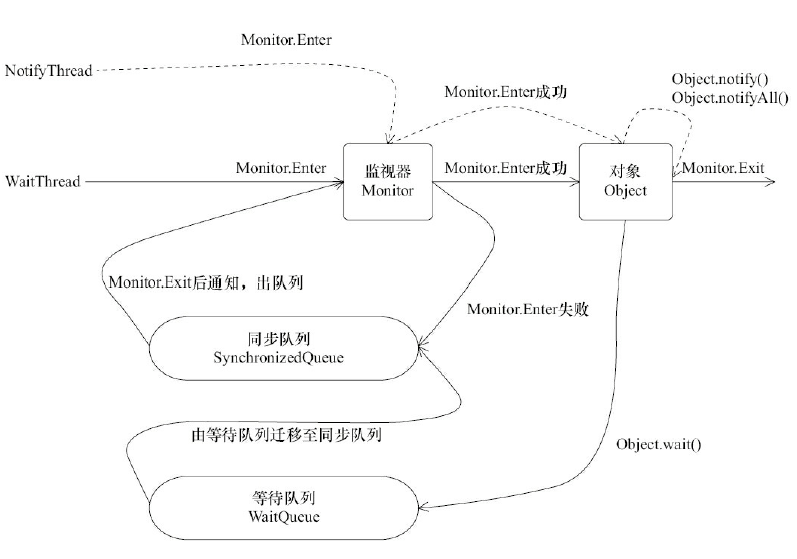 Monitor.Enter
NotifyThread
Object.notify()
Object.notifyAll()
Monitor.Enter成功
WaitThread
Monitor.Enter
监视器
Monitor
Monitor.Enter成功
对象
Object
Monitor.Exit
Monitor.Exit后通知，出队列
Monitor.Enter失败
同步队列
SynchronizedQueue
由等待队列迁移至同步队列
Object.wait()
等待队列
WaitQueue